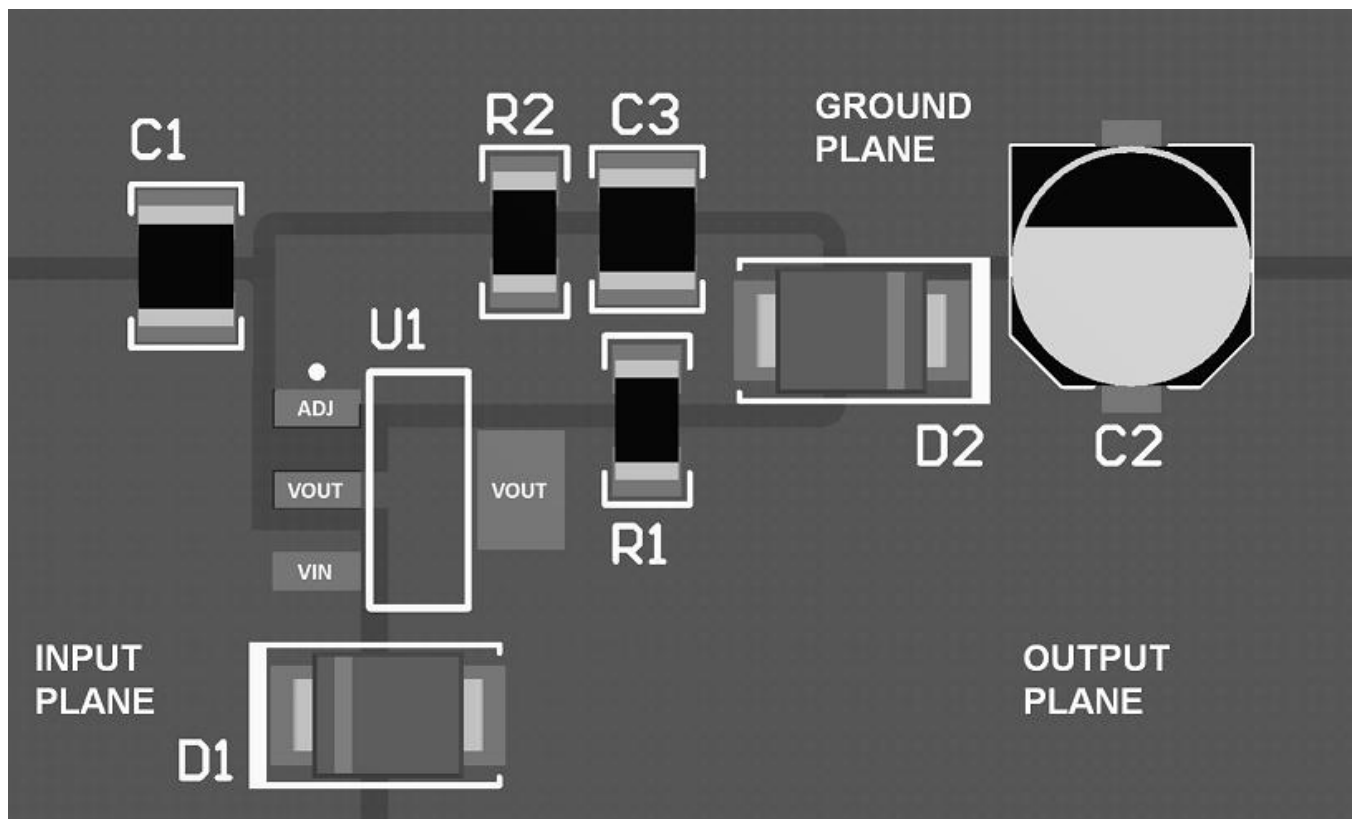 C1
R2
C3
GROUND
PLANE
U1
ADJ
VOUT
VOUT
VIN
R1
D2
C2
INPUT
PLANE
D1
OUTPUT
PLANE